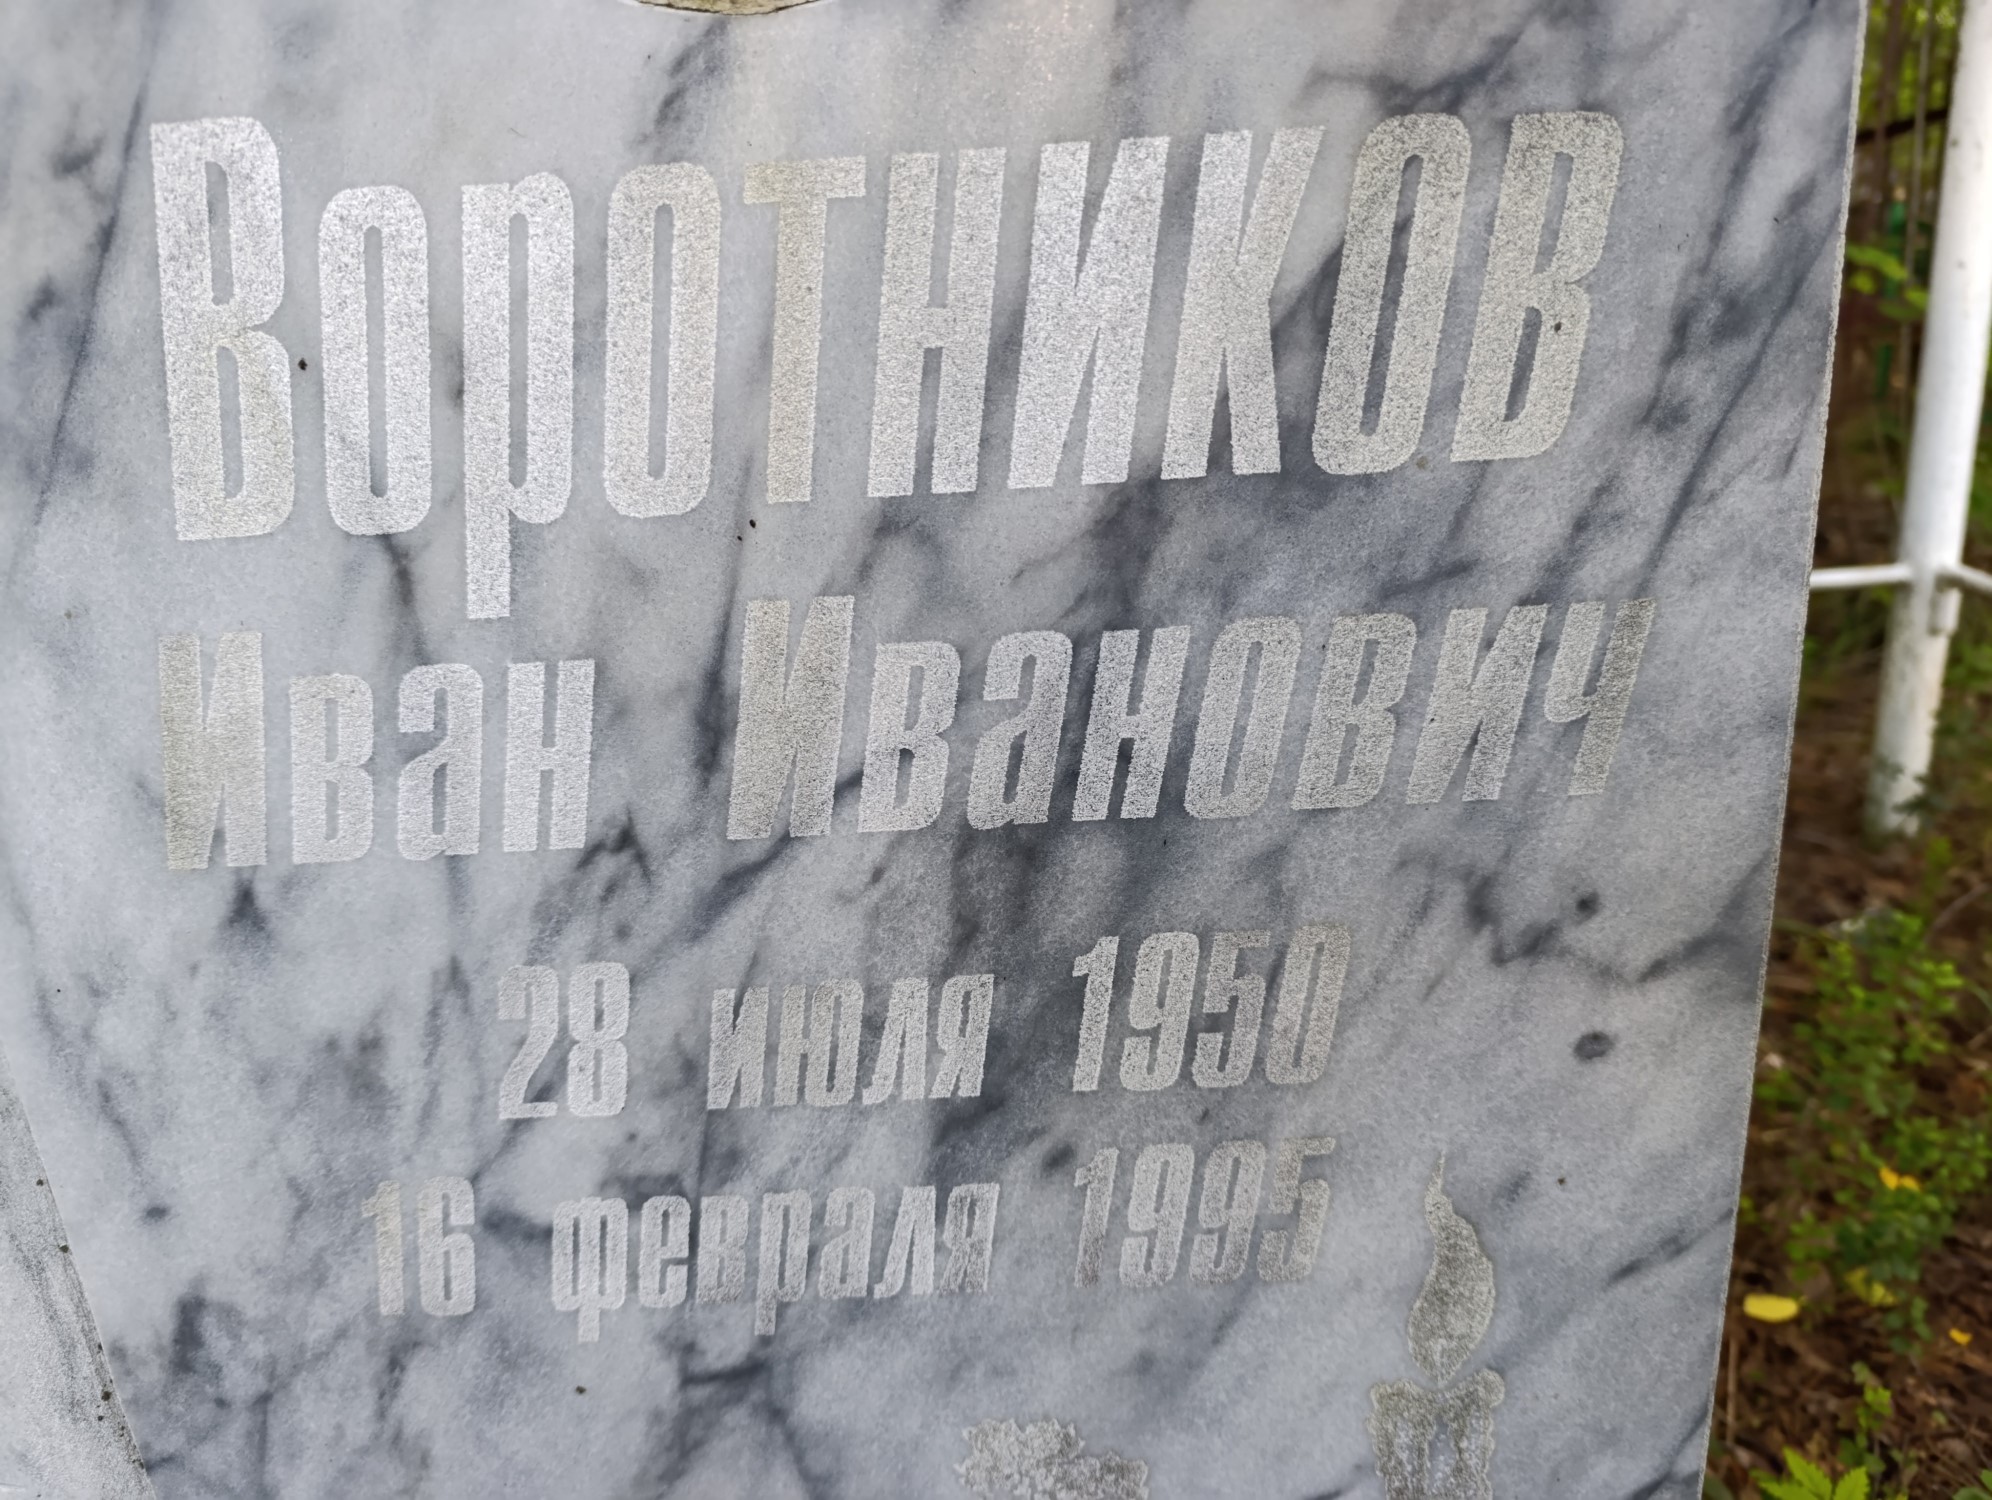 Воротников
Иван Иванович
28 июля 1950
16 февраля 1995